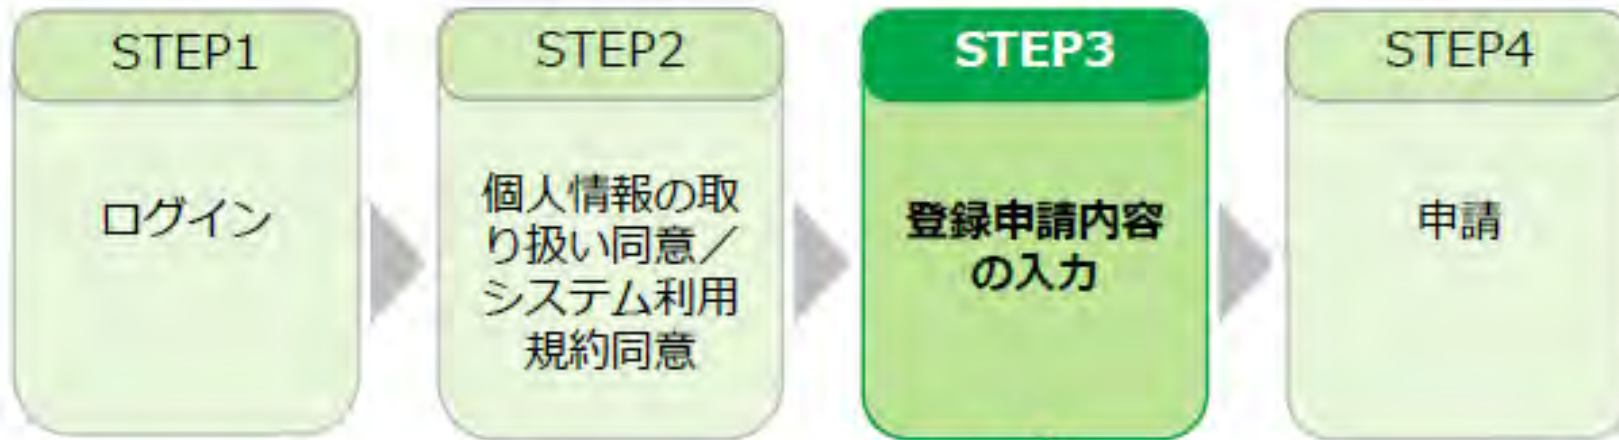 STEP1
ログイン
STEP2
個人情報の取
り扱い同意／
システム利用
規約同意
STEP3
登録申請内容
の入力
STEP4
申請